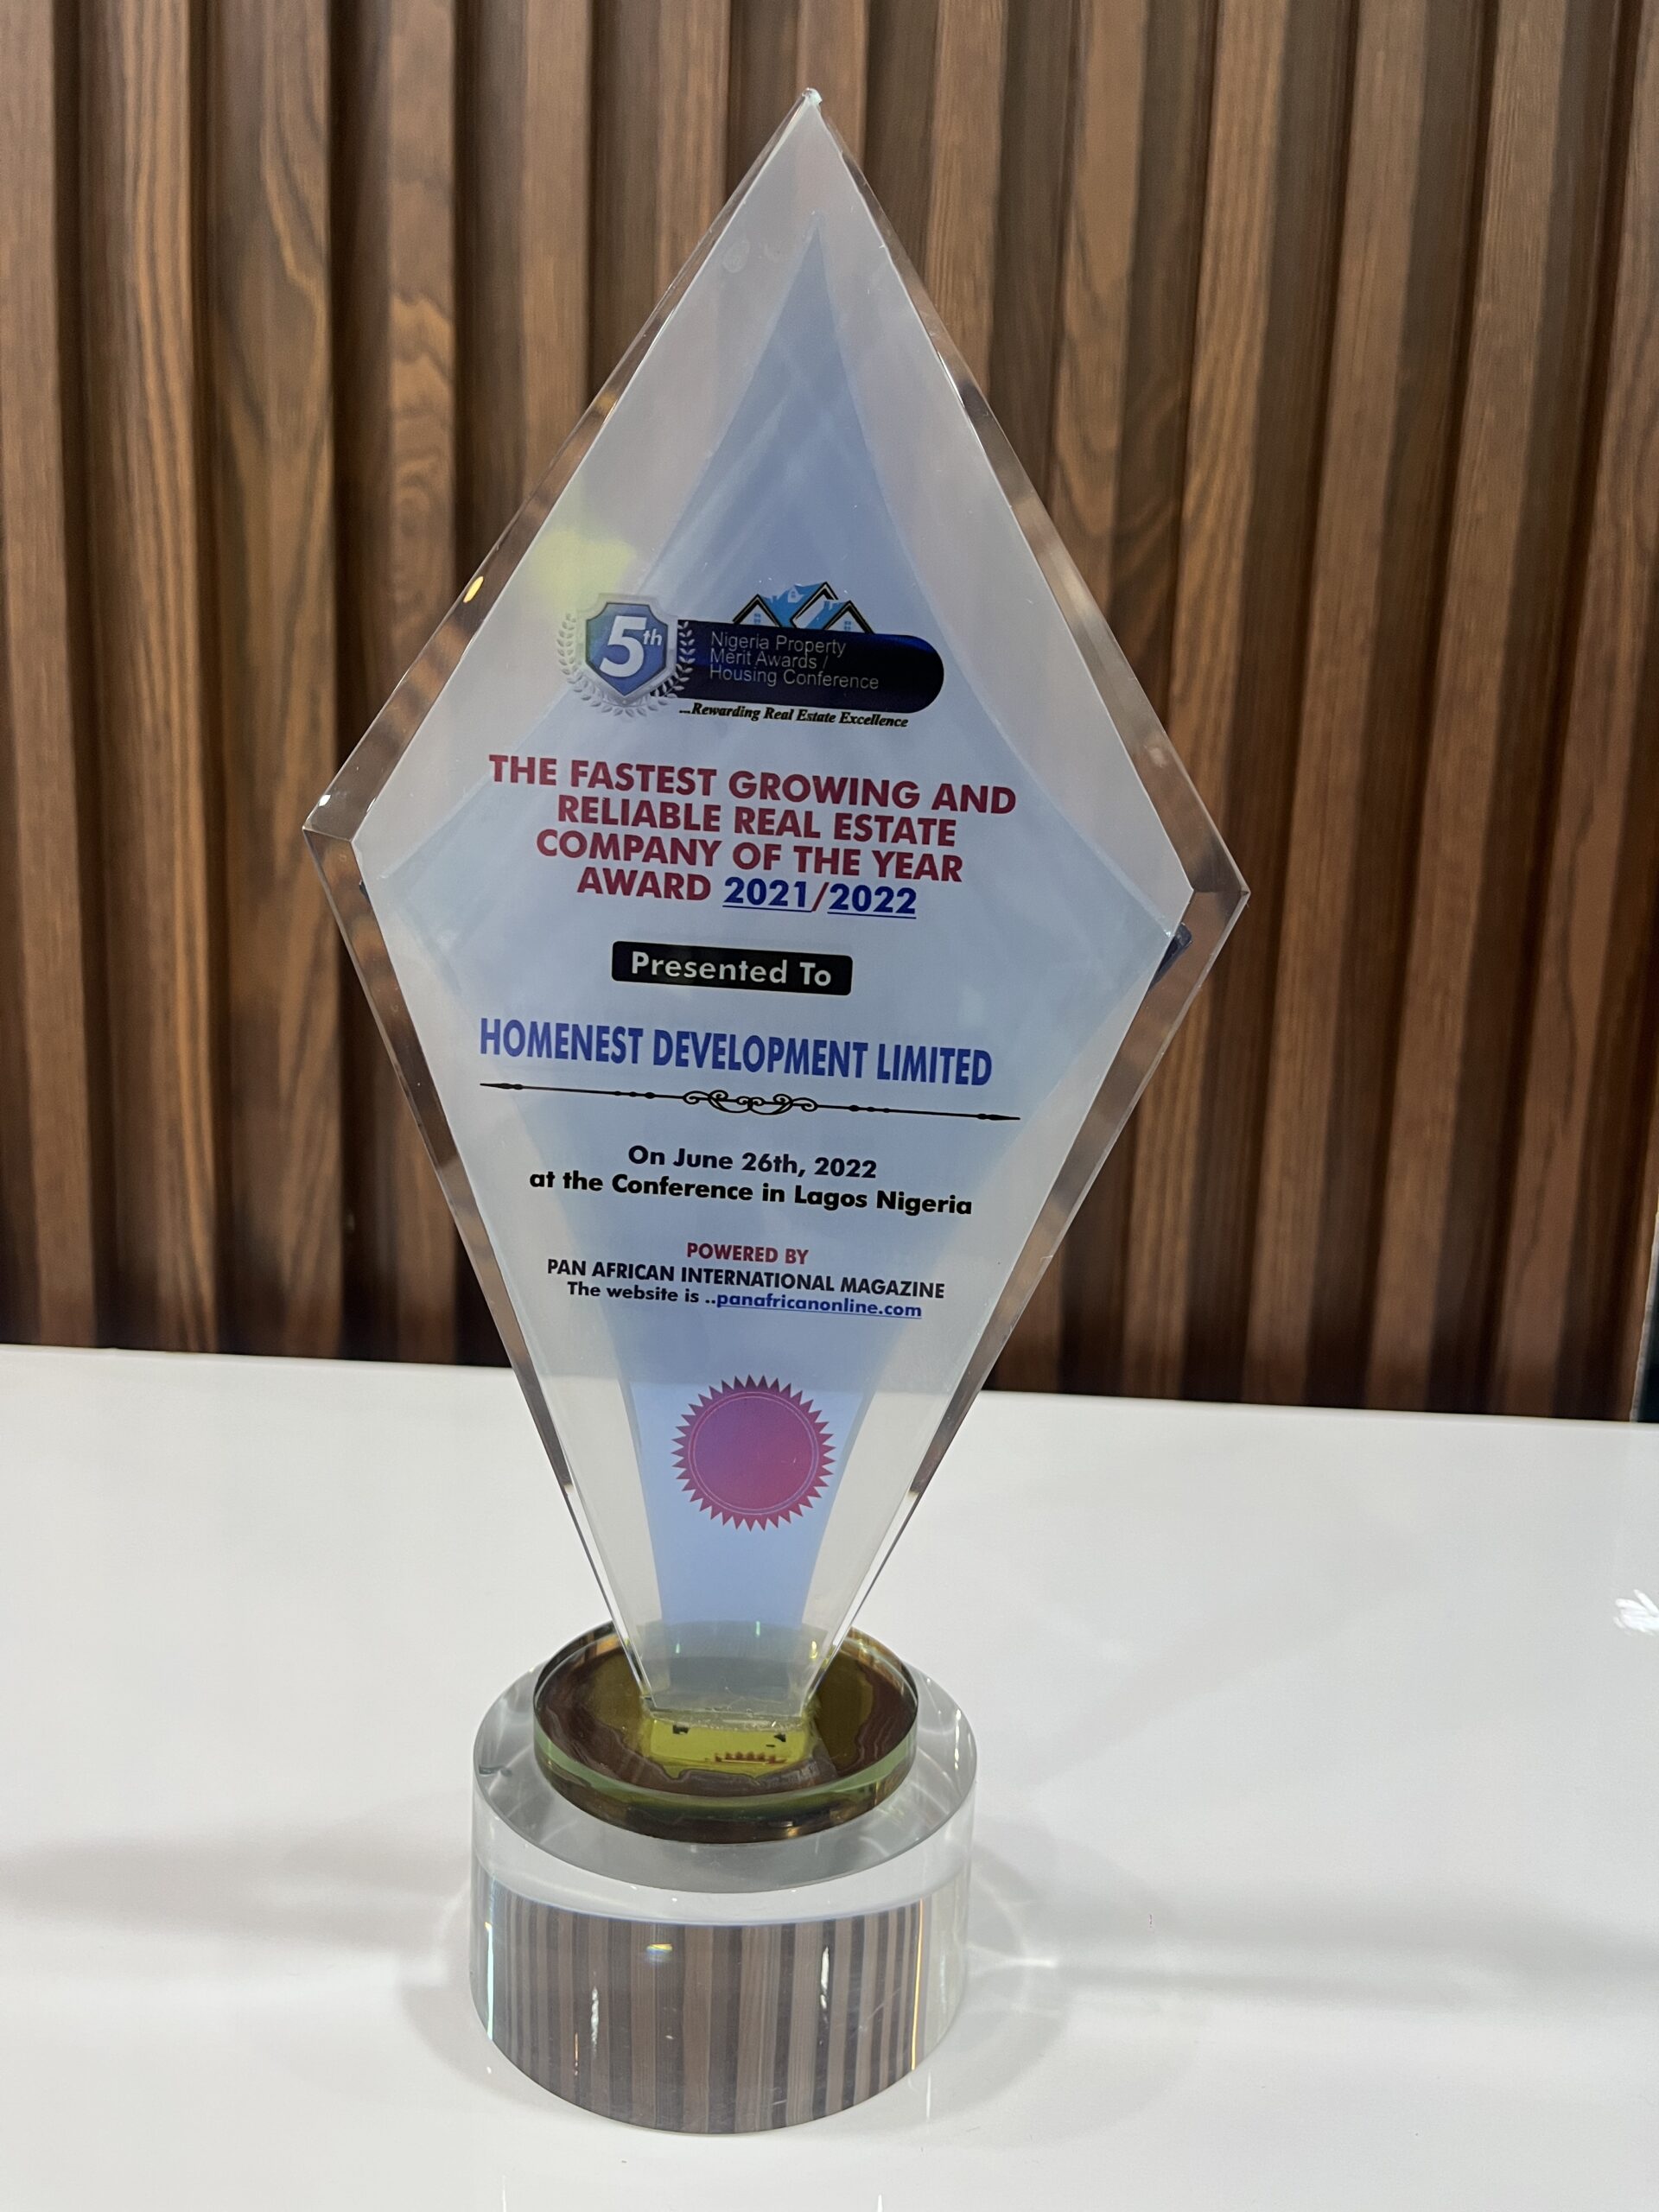 5th
Nigeria Property
Merit Awards /
Housing Conference
...Rewarding Real Estate Excellence
THE FASTEST GROWING AND
RELIABLE REAL ESTATE
COMPANY OF THE YEAR
AWARD 2021/2022
Presented To
HOMENEST DEVELOPMENT LIMITED
On June 26th, 2022
at the Conference in Lagos Nigeria
POWERED BY
PAN AFRICAN INTERNATIONAL MAGAZINE
The website is ..panafricanonline.com